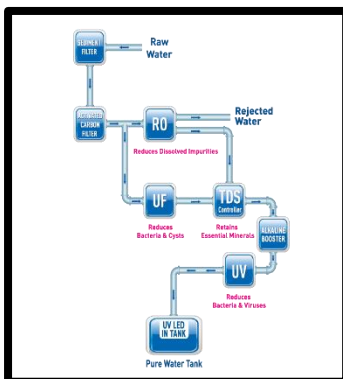 SEDIMENT
FILTER
Raw
Water
ACTIVATED
CARBON
FILTER
RO
Rejected
Water
Reduces Dissolved Impurities
UF
TDS
Controller
Reduces
Bacteria & Cysts
Retains
Essential Minerals
ALKALINE
BOOSTER
UV
Reduces
Bacteria & Viruses
UV LED
IN TANK
Pure Water Tank